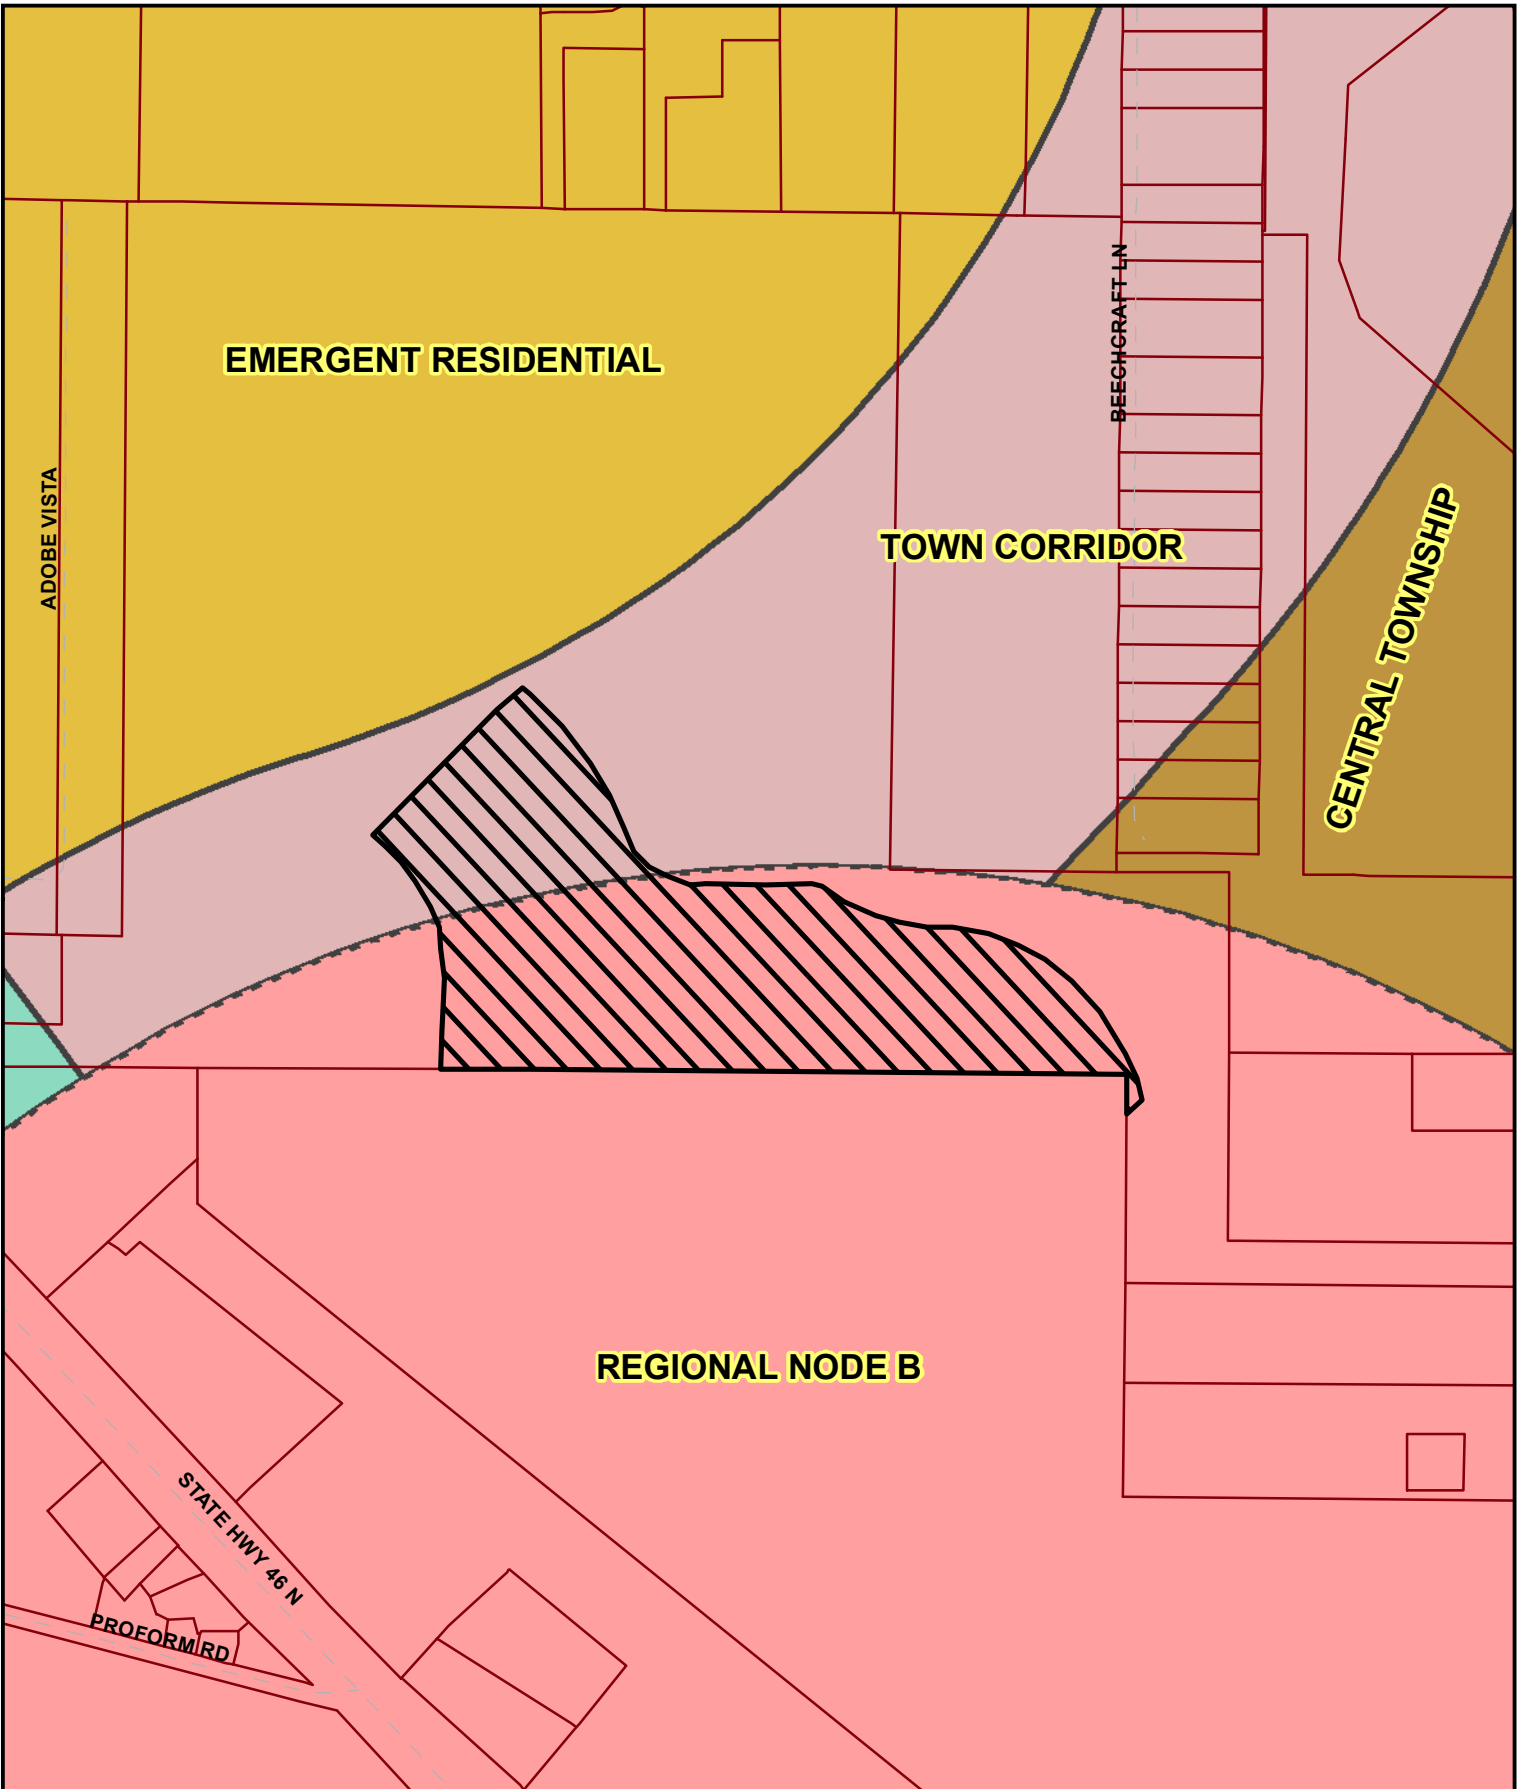 EMERGENT RESIDENTIAL
BEECHCRAFT LN
ADOBE VISTA
TOWN CORRIDOR
CENTRAL TOWNSHIP
REGIONAL NODE B
STATE HWY 46 N
PROFORM RD